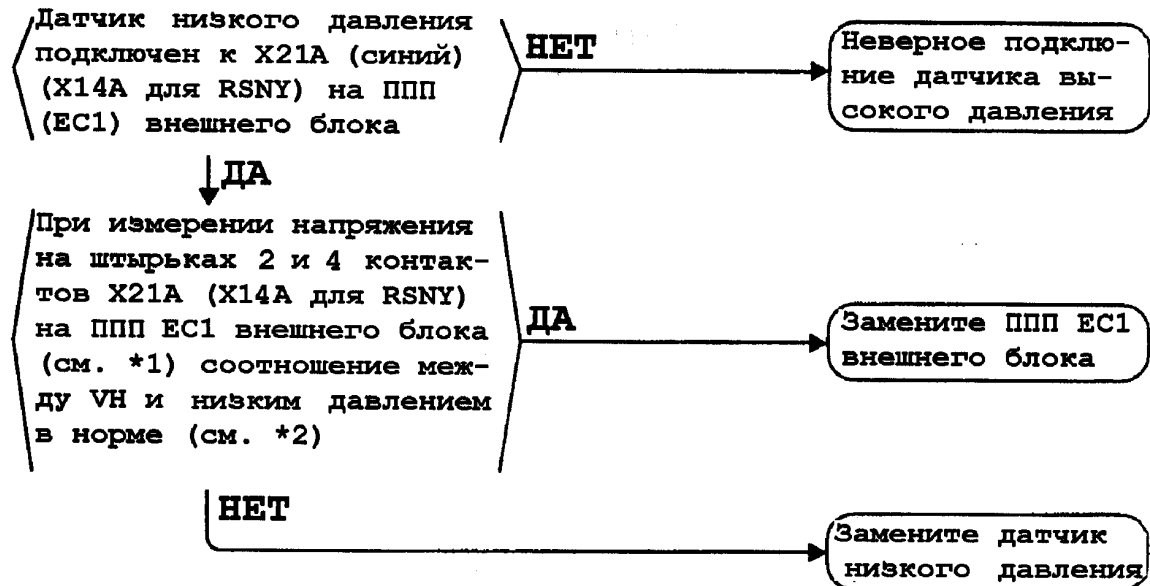 Датчик низкого давления
подключен к X21A (синий)
(X14A для RSNY) на ППП
(EC1) внешнего блока
НЕТ
Неверное подклю-
ние датчика вы-
сокого давления
ДА
При измерении напряжения
на штырьках 2 и 4 контак-
тов X21A (X14A для RSNY)
на ППП EC1 внешнего блока
(см. *1) соотношение меж-
ду VH и низким давлением
в норме (см. *2)
ДА
Замените ППП EC1
внешнего блока
НЕТ
Замените датчик
низкого давления